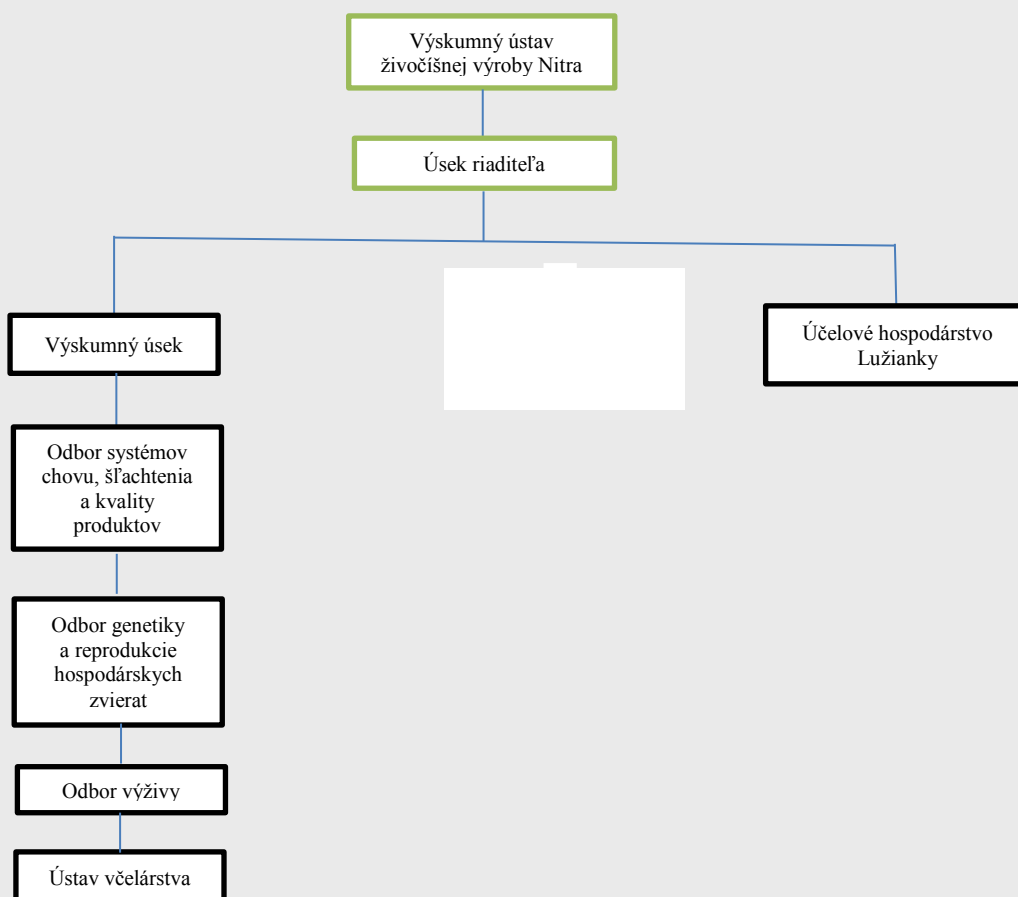 Výskumný ústav
živočíšnej výroby Nitra
Úsek riaditeľa
Výskumný úsek
Účelové hospodárstvo
Lužianky
Odbor systémov
chovu, šľachtenia
a kvality
produktov
Odbor genetiky
a reprodukcie
hospodárskych
zvierat
Odbor výživy
Ústav včelárstva